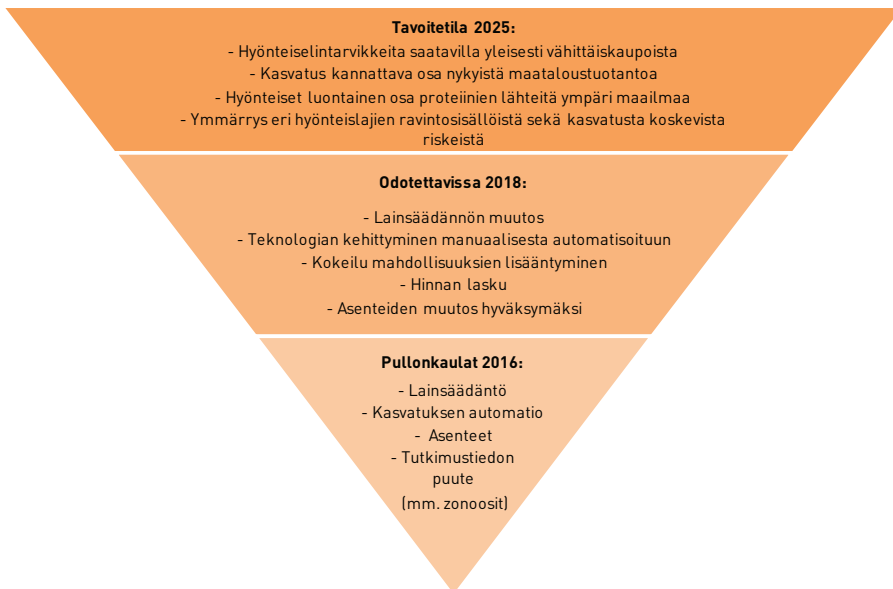 Tavoitetila 2025:
- Hyönteiselintarvikkeita saatavilla yleisesti vähittäiskaupoista
- Kasvatus kannattava osa nykyistä maataloustuotantoa
- Hyönteiset luontainen osa proteiinien lähteitä ympäri maailmaa
- Ymmärrys eri hyönteislajien ravintosisällöistä sekä kasvatusta koskevista
riskeistä
Odotettavissa 2018:
- Lainsäädännön muutos
- Teknologian kehittyminen manuaalisesta automatisoituun
- Kokeilu mahdollisuuksien lisääntyminen
- Hinnan lasku
- Asenteiden muutos hyväksymäksi
Pullonkaulat 2016:
- Lainsäädäntö
- Kasvatuksen automatio
- Asenteet
- Tutkimustiedon
puute
(mm. zonoosit)